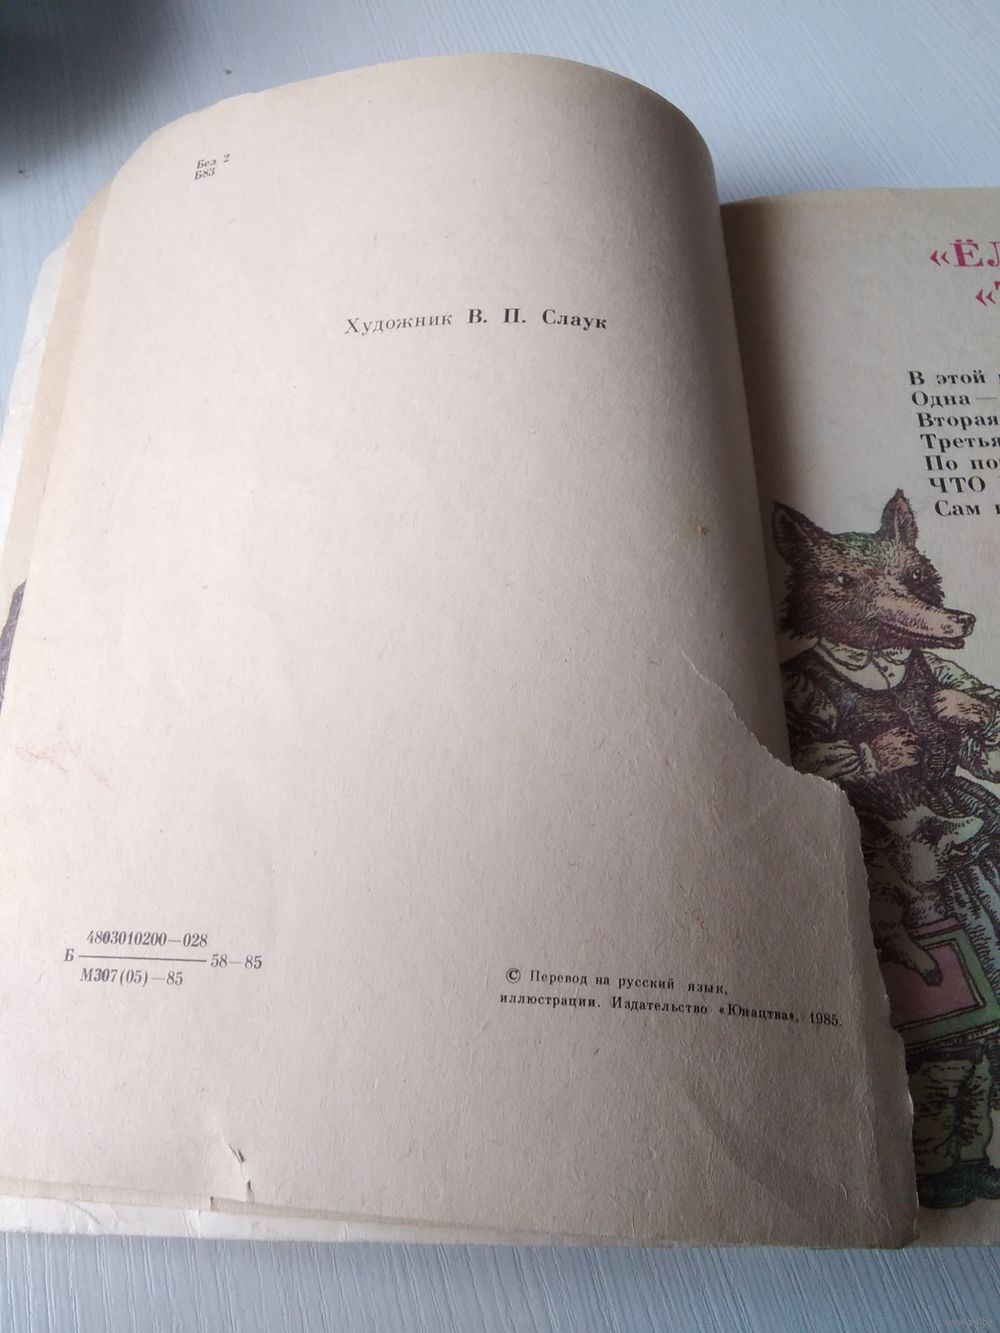 Бел 2
Б83
Художник В. П. Слаук
4803010200—028
Б 58—85
М307(05)—85
© Перевод на русский язык,
иллюстрации. Издательство «Юнацтва», 1985.
«ЁЛ
«Т
В этой
Одна —
Вторая
Третья
По
ЧТО
Сам